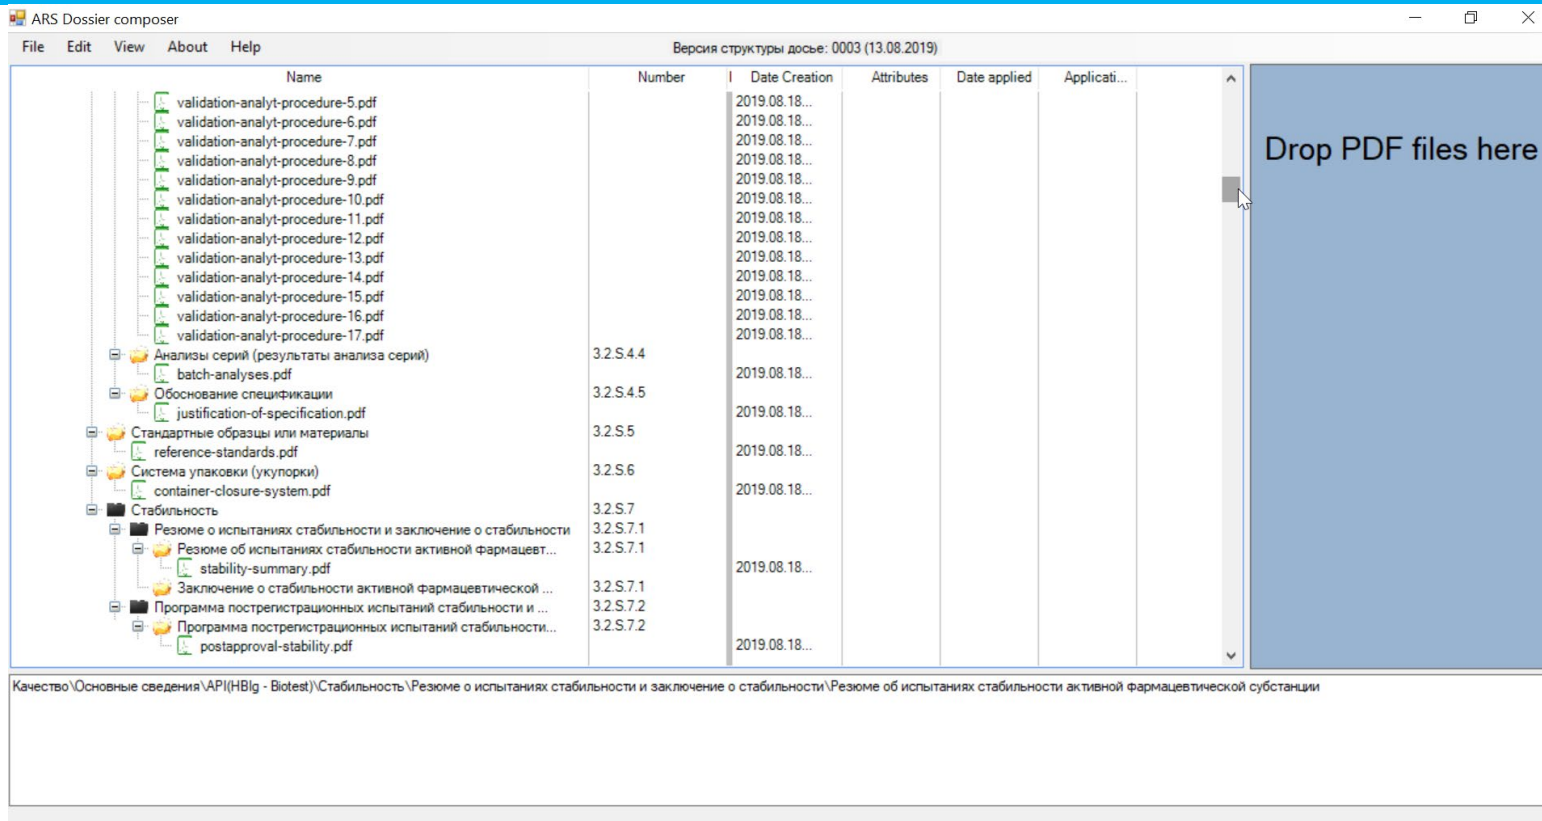 ARS Dossier composer
File Edit View About Help Версия структуры досье: 0003 (13.08.2019)
Name Number Date Creation Attributes Date applied Applicati...
validation-analyt-procedure-5.pdf 2019.08.18...
validation-analyt-procedure-6.pdf 2019.08.18...
validation-analyt-procedure-7.pdf 2019.08.18...
validation-analyt-procedure-8.pdf 2019.08.18...
validation-analyt-procedure-9.pdf 2019.08.18...
validation-analyt-procedure-10.pdf 2019.08.18...
validation-analyt-procedure-11.pdf 2019.08.18...
validation-analyt-procedure-12.pdf 2019.08.18...
validation-analyt-procedure-13.pdf 2019.08.18...
validation-analyt-procedure-14.pdf 2019.08.18...
validation-analyt-procedure-15.pdf 2019.08.18...
validation-analyt-procedure-16.pdf 2019.08.18...
validation-analyt-procedure-17.pdf 2019.08.18...
Анализы серий (результаты анализа серий) 3.2.S.4.4
batch-analyses.pdf 2019.08.18...
Обоснование спецификации 3.2.S.4.5
justification-of-specification.pdf 2019.08.18...
Стандартные образцы или материалы 3.2.S.5
reference-standards.pdf 2019.08.18...
Система упаковки (укупорки) 3.2.S.6
container-closure-system.pdf 2019.08.18...
Стабильность 3.2.S.7
Резюме о испытаниях стабильности и заключение о стабильности 3.2.S.7.1
Резюме об испытаниях стабильности активной фармацевт... 3.2.S.7.1
stability-summary.pdf 2019.08.18...
Заключение о стабильности активной фармацевтической ... 3.2.S.7.1
Программа пострегистрационных испытаний стабильности и ... 3.2.S.7.2
Программа пострегистрационных испытаний стабильности... 3.2.S.7.2
postapproval-stability.pdf 2019.08.18...
Drop PDF files here
Качество\Основные сведения\API(HBIg - Biotest)\Стабильность\Резюме о испытаниях стабильности и заключение о стабильности\Резюме об испытаниях стабильности активной фармацевтической субстанции